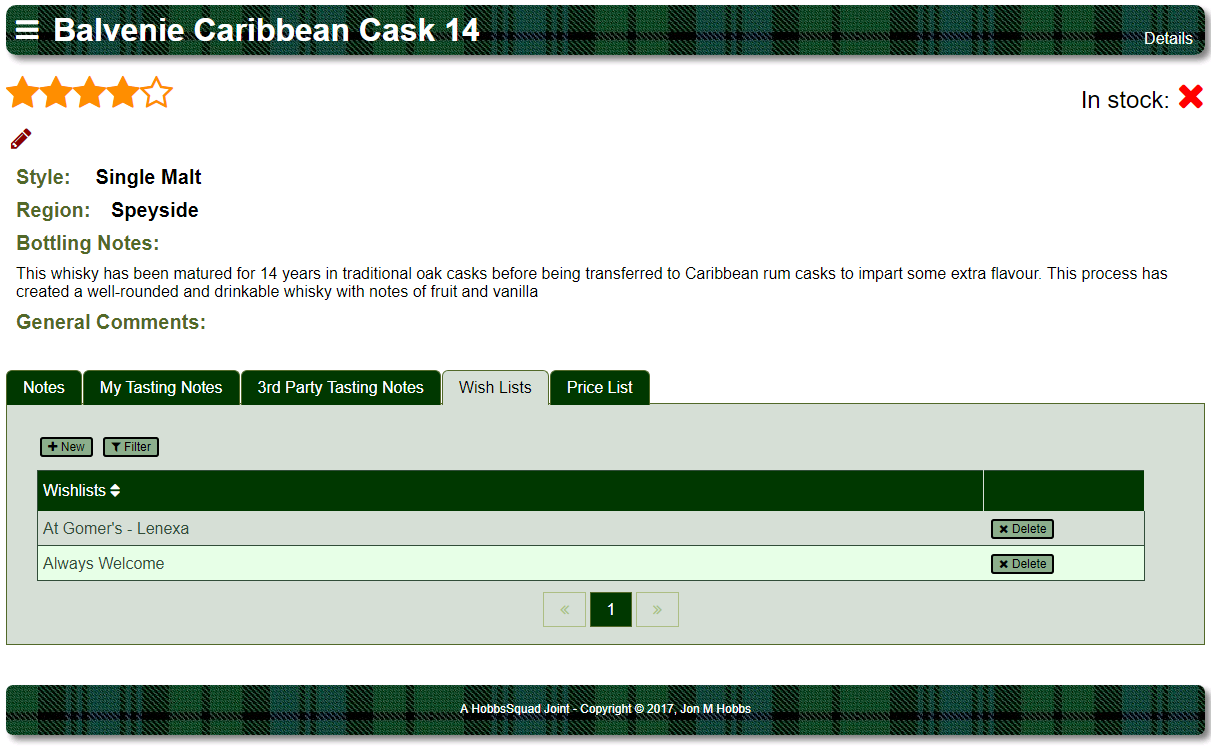 Balvenie Caribbean Cask 14
Details
In stock:
Style: Single Malt
Region: Speyside
Bottling Notes:
This whisky has been matured for 14 years in traditional oak casks before being transferred to Caribbean rum casks to impart some extra flavour. This process has
created a well-rounded and drinkable whisky with notes of fruit and vanilla
General Comments:
Notes My Tasting Notes 3rd Party Tasting Notes Wish Lists Price List
New Filter
Wishlists
At Gomer's - Lenexa Delete
Always Welcome Delete
« 1 »
A HobbsSquad Joint - Copyright © 2017, Jon M Hobbs